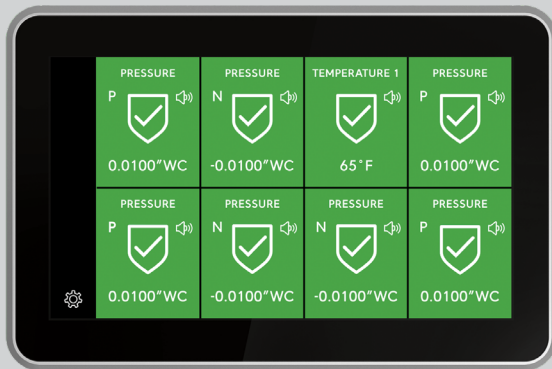 PRESSURE PRESSURE TEMPERATURE 1 PRESSURE
P N P
0.0100"WC -0.0100"WC 65°F 0.0100"WC
PRESSURE PRESSURE PRESSURE PRESSURE
P N N P
0.0100"WC -0.0100"WC -0.0100"WC 0.0100"WC